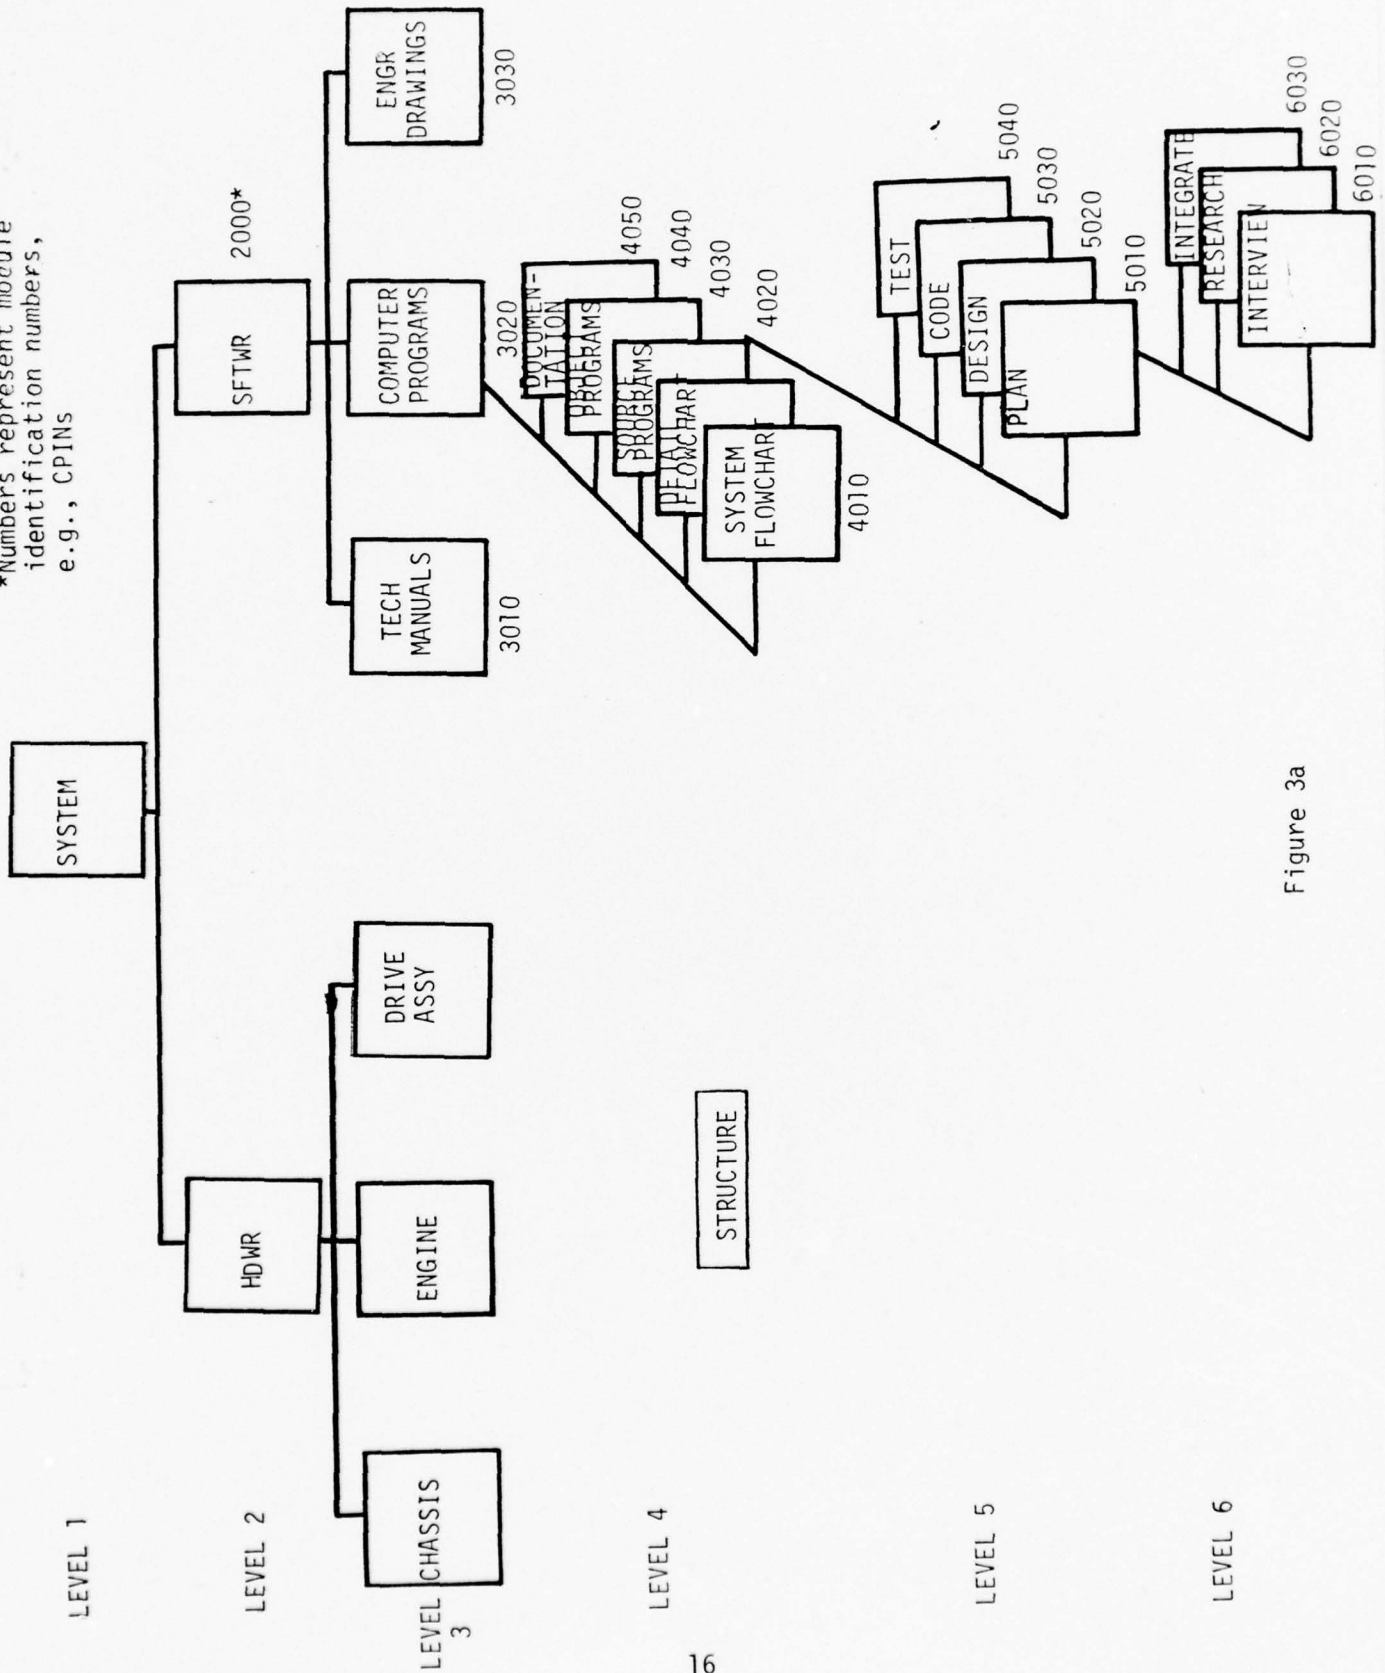 *Numbers represent module
identification numbers,
e.g., CPINs
LEVEL 1
SYSTEM
LEVEL 2
HDWR
SFTWR
2000*
LEVEL
3
CHASSIS
ENGINE
DRIVE
ASSY
TECH
MANUALS
3010
COMPUTER
PROGRAMS
3020
ENGR
DRAWINGS
3030
LEVEL 4
STRUCTURE
SYSTEM
FLOWCHART
4010
DETAIL
FLOWCHART
4020
SOURCE
PROGRAMS
4030
OBJECT
PROGRAMS
4040
DOCUMEN-
TATION
4050
LEVEL 5
PLAN
5010
DESIGN
5020
CODE
5030
TEST
5040
LEVEL 6
INTERVIEW
6010
RESEARCH
6020
INTEGRATE
6030
Figure 3a
16